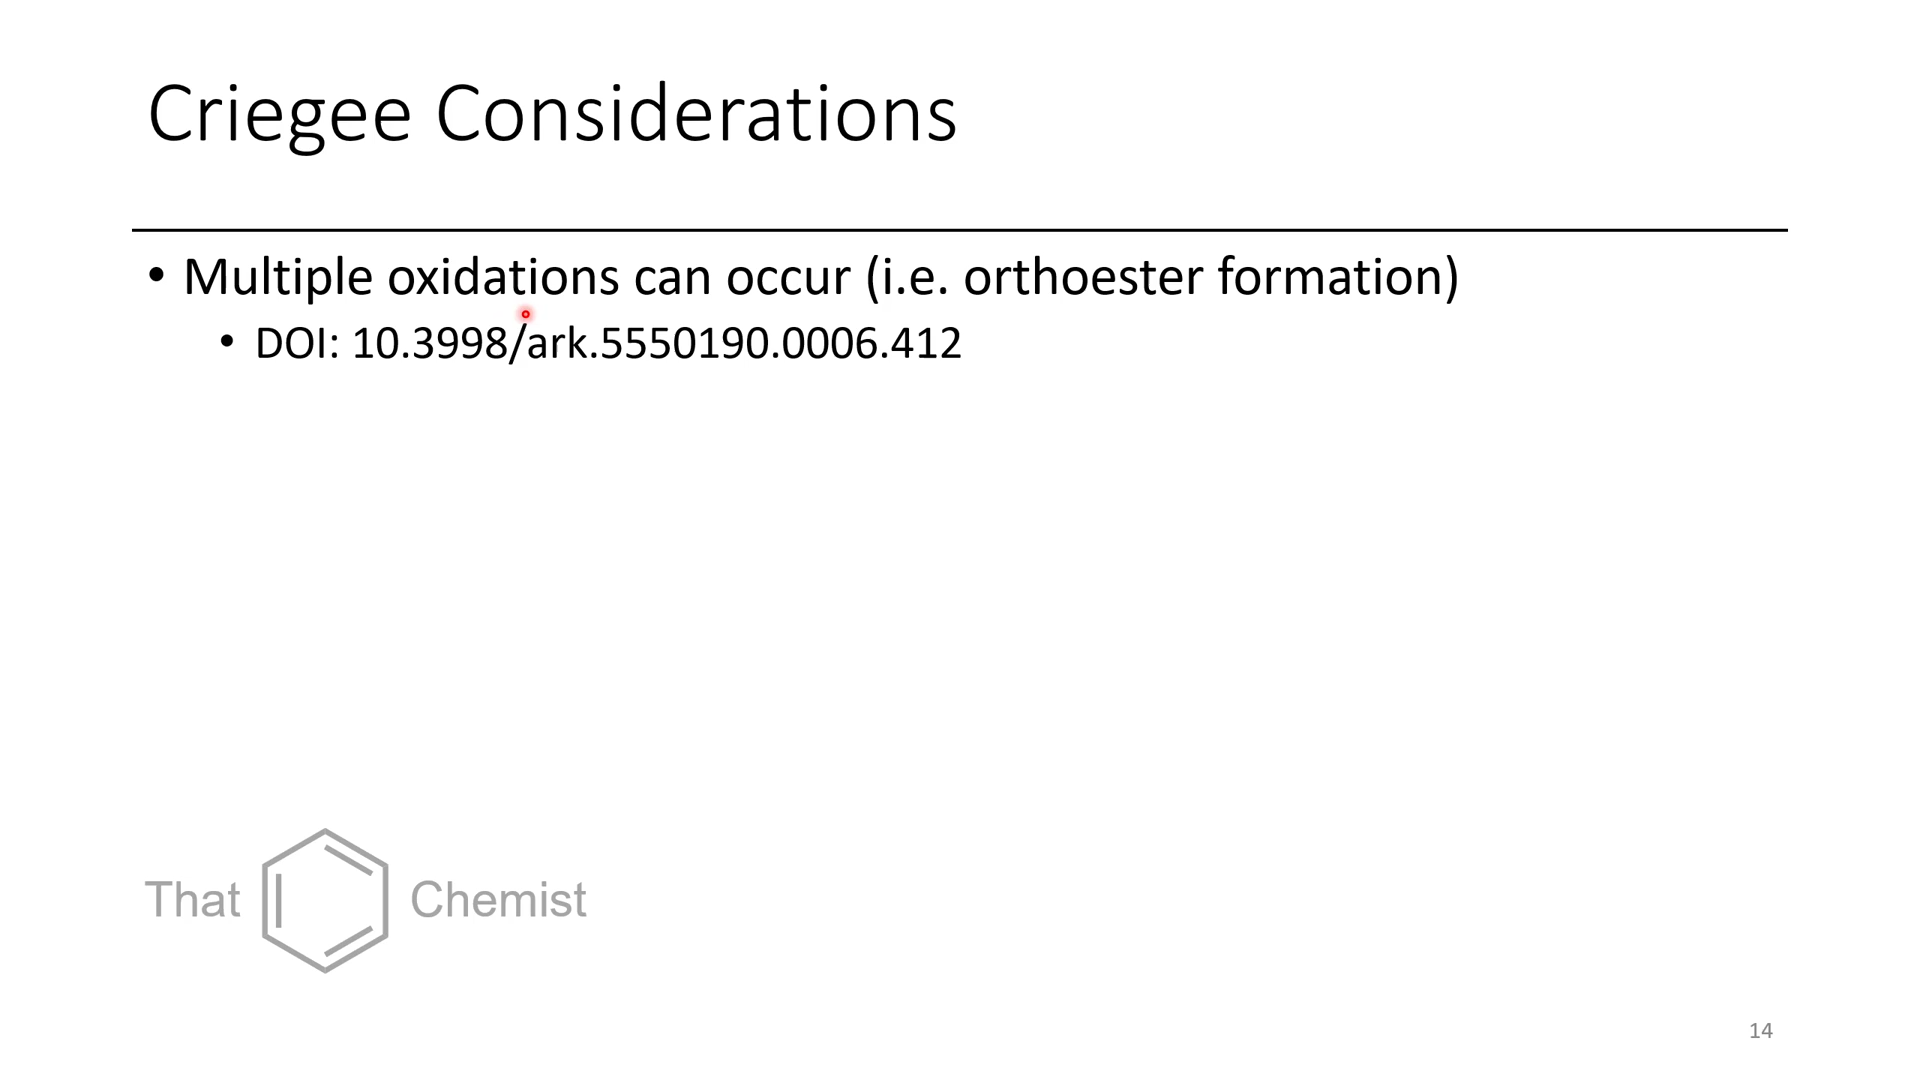 Criegee Considerations
• Multiple oxidations can occur (i.e. orthoester formation)
• DOI: 10.3998/ark.5550190.0006.412
That Chemist
14